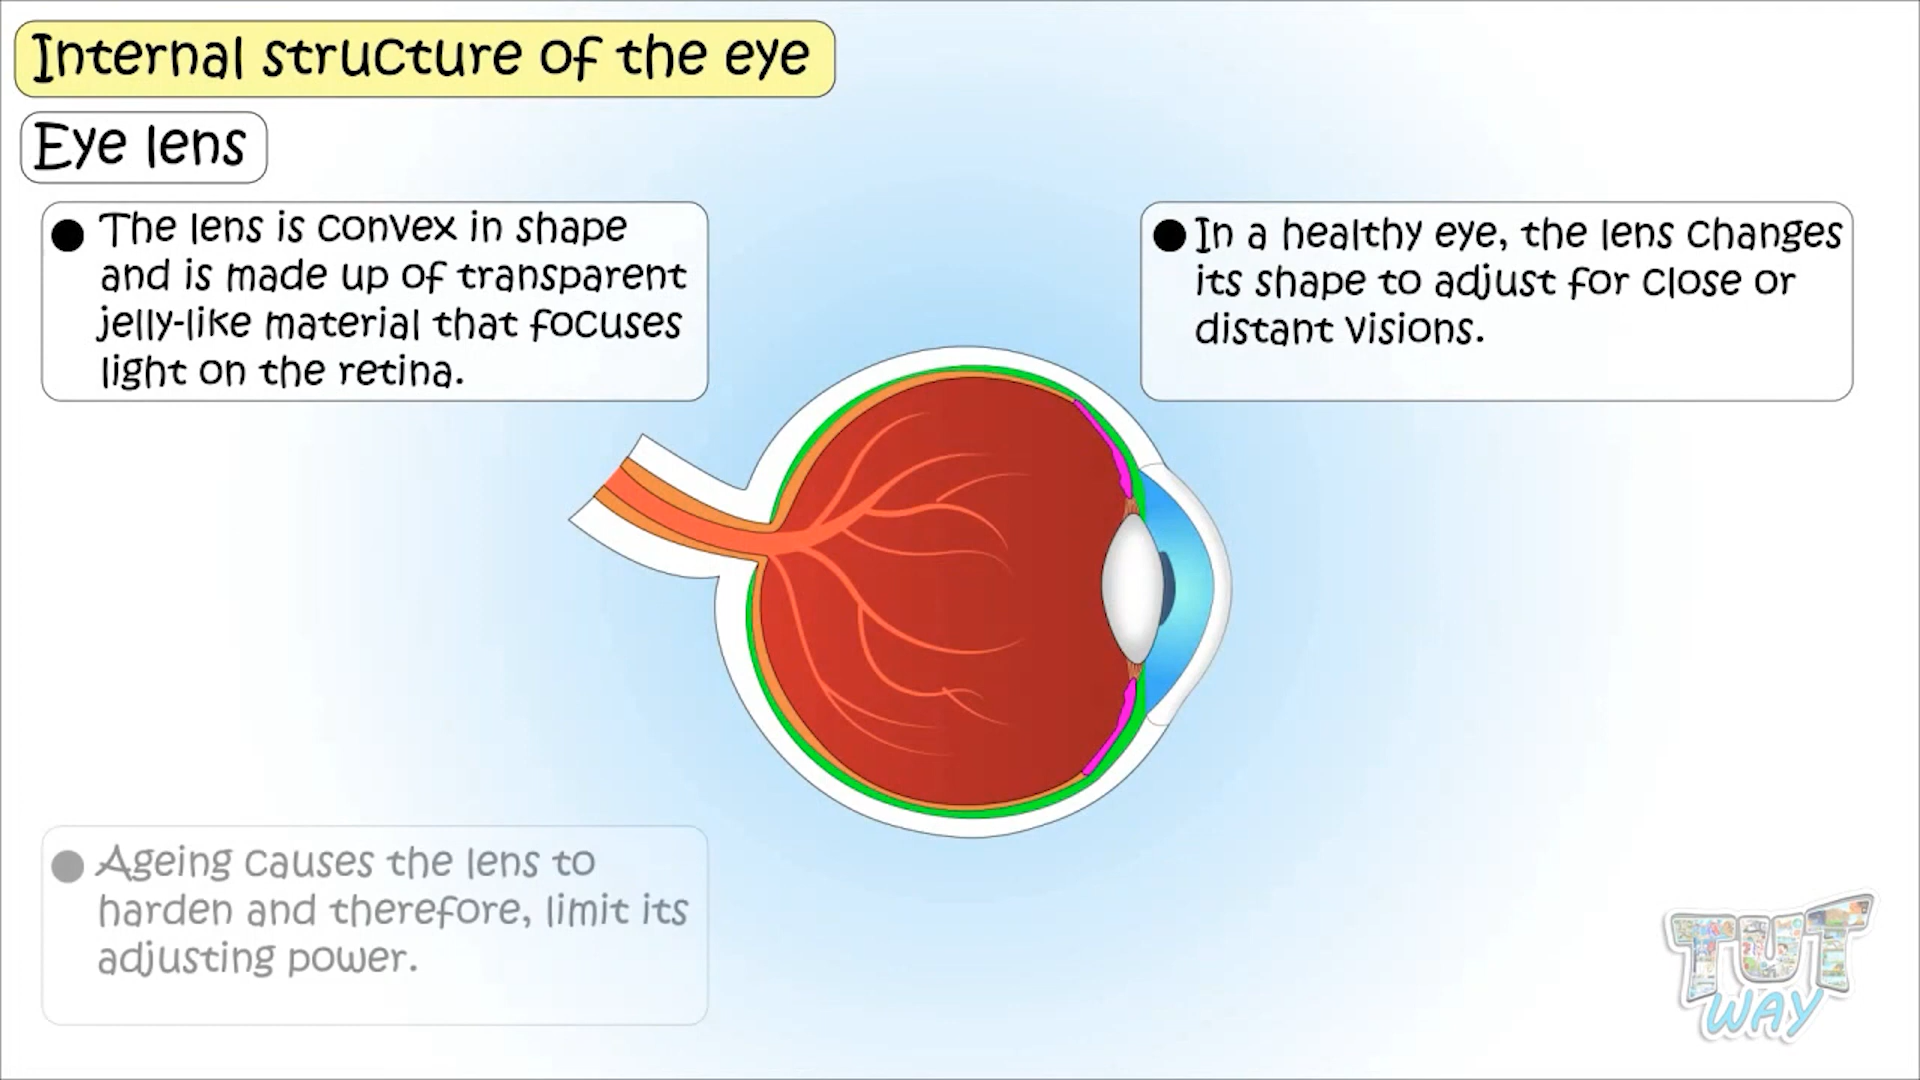 Internal structure of the eye
Eye lens
The lens is convex in shape
and is made up of transparent
jelly-like material that focuses
light on the retina.
In a healthy eye, the lens changes
its shape to adjust for close or
distant visions.
Ageing causes the lens to
harden and therefore, limit its
adjusting power.
TUT
WAY